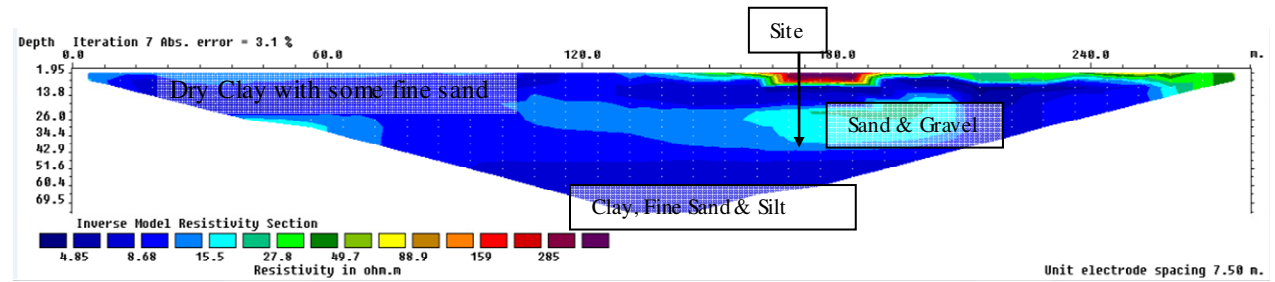 Site
Depth Iteration 7 Abs. error = 3.1 %
0.0 60.0 120.0 180.0 240.0 m.
1.95
13.8
26.0
34.4
42.9
51.6
60.4
69.5
Dry Clay with some fine sand
Sand & Gravel
Clay, Fine Sand & Silt
Inverse Model Resistivity Section
4.85 8.68 15.5 27.8 49.7 88.9 159 285
Resistivity in ohm.m
Unit electrode spacing 7.50 m.